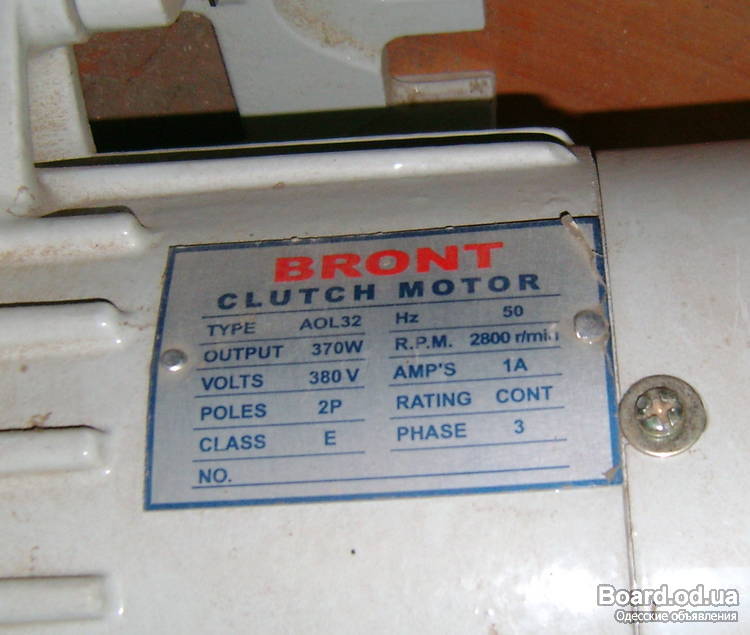 BRONT
CLUTCH MOTOR
TYPE AOL32 Hz 50
OUTPUT 370W R.P.M. 2800 r/min
VOLTS 380 V AMP'S 1A
POLES 2P RATING CONT
CLASS E PHASE 3
NO.
Board.od.ua
Одесские объявления